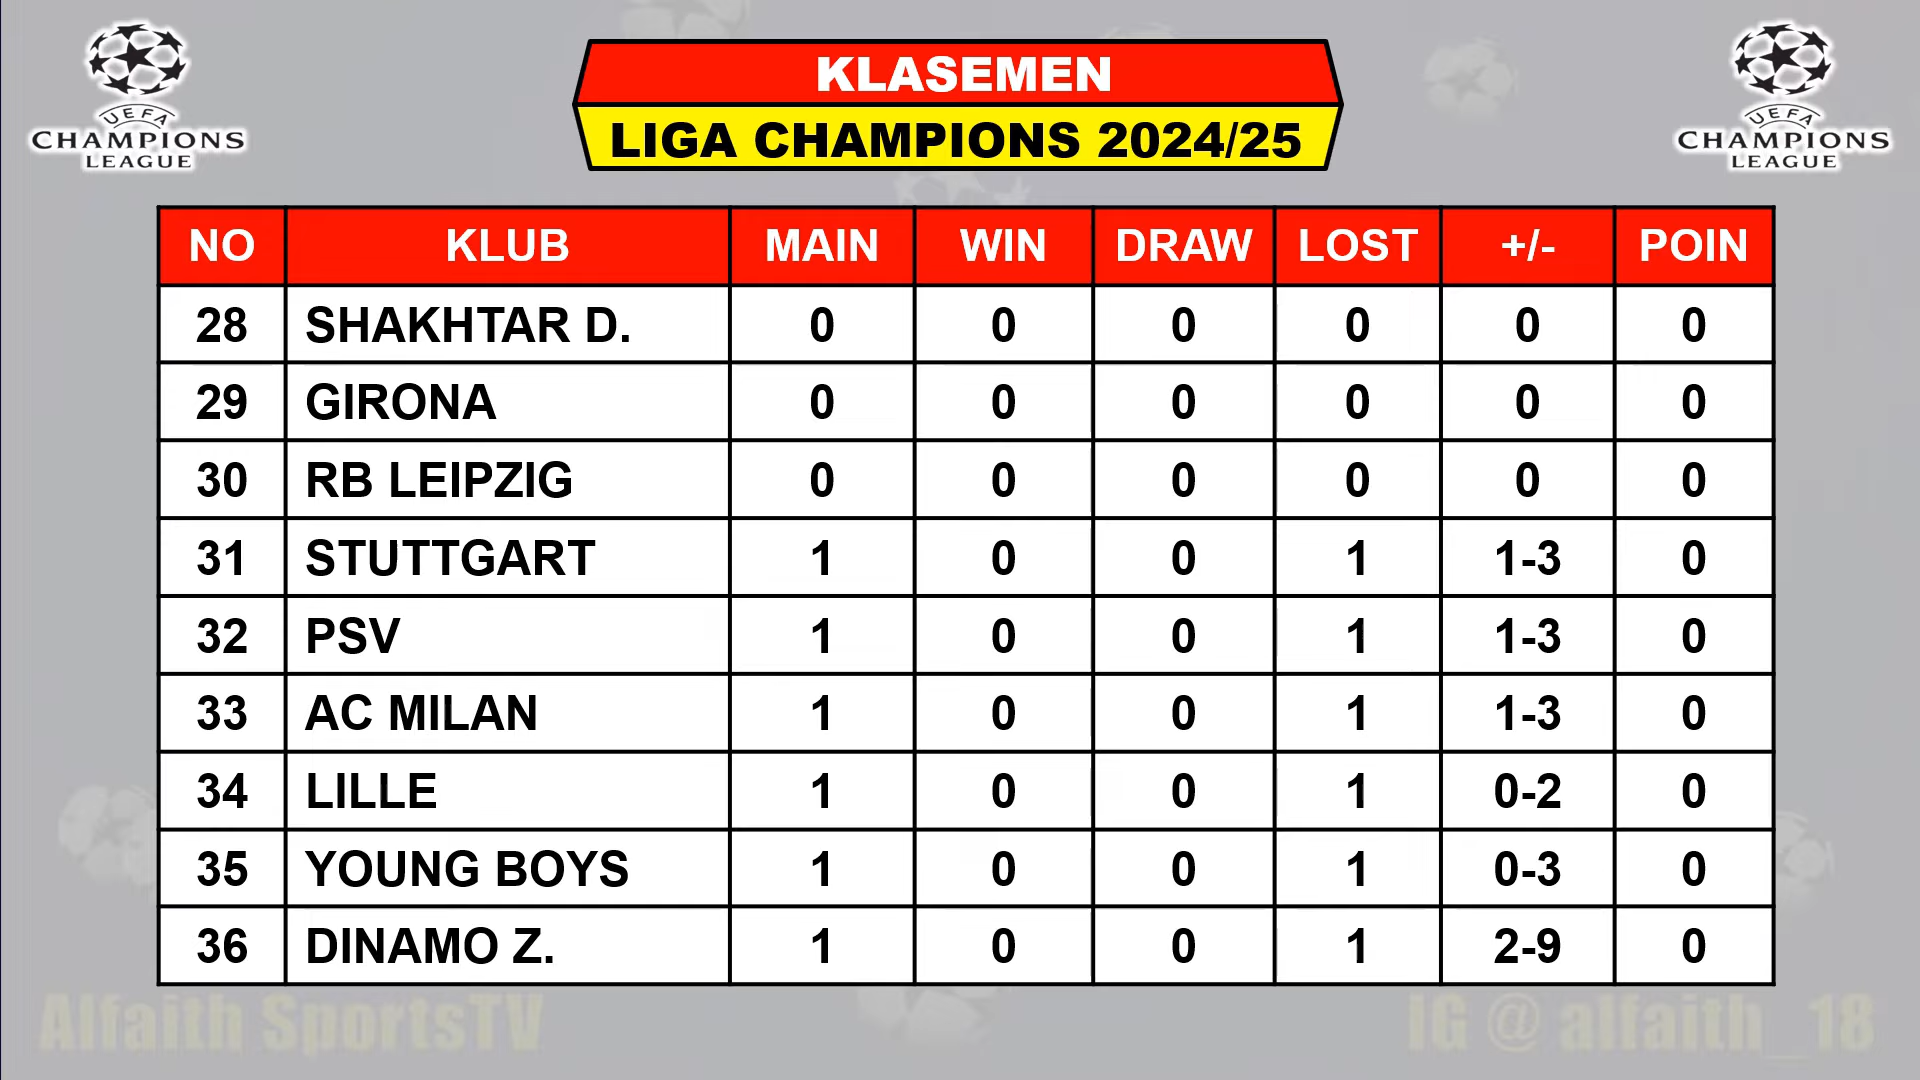 UEFA
CHAMPIONS
LEAGUE
KLASEMEN
LIGA CHAMPIONS 2024/25
UEFA
CHAMPIONS
LEAGUE
NO KLUB MAIN WIN DRAW LOST +/- POIN
28 SHAKHTAR D. 0 0 0 0 0 0
29 GIRONA 0 0 0 0 0 0
30 RB LEIPZIG 0 0 0 0 0 0
31 STUTTGART 1 0 0 1 1-3 0
32 PSV 1 0 0 1 1-3 0
33 AC MILAN 1 0 0 1 1-3 0
34 LILLE 1 0 0 1 0-2 0
35 YOUNG BOYS 1 0 0 1 0-3 0
36 DINAMO Z. 1 0 0 1 2-9 0
Alfaith SportsTV
IG @ alfaith_18